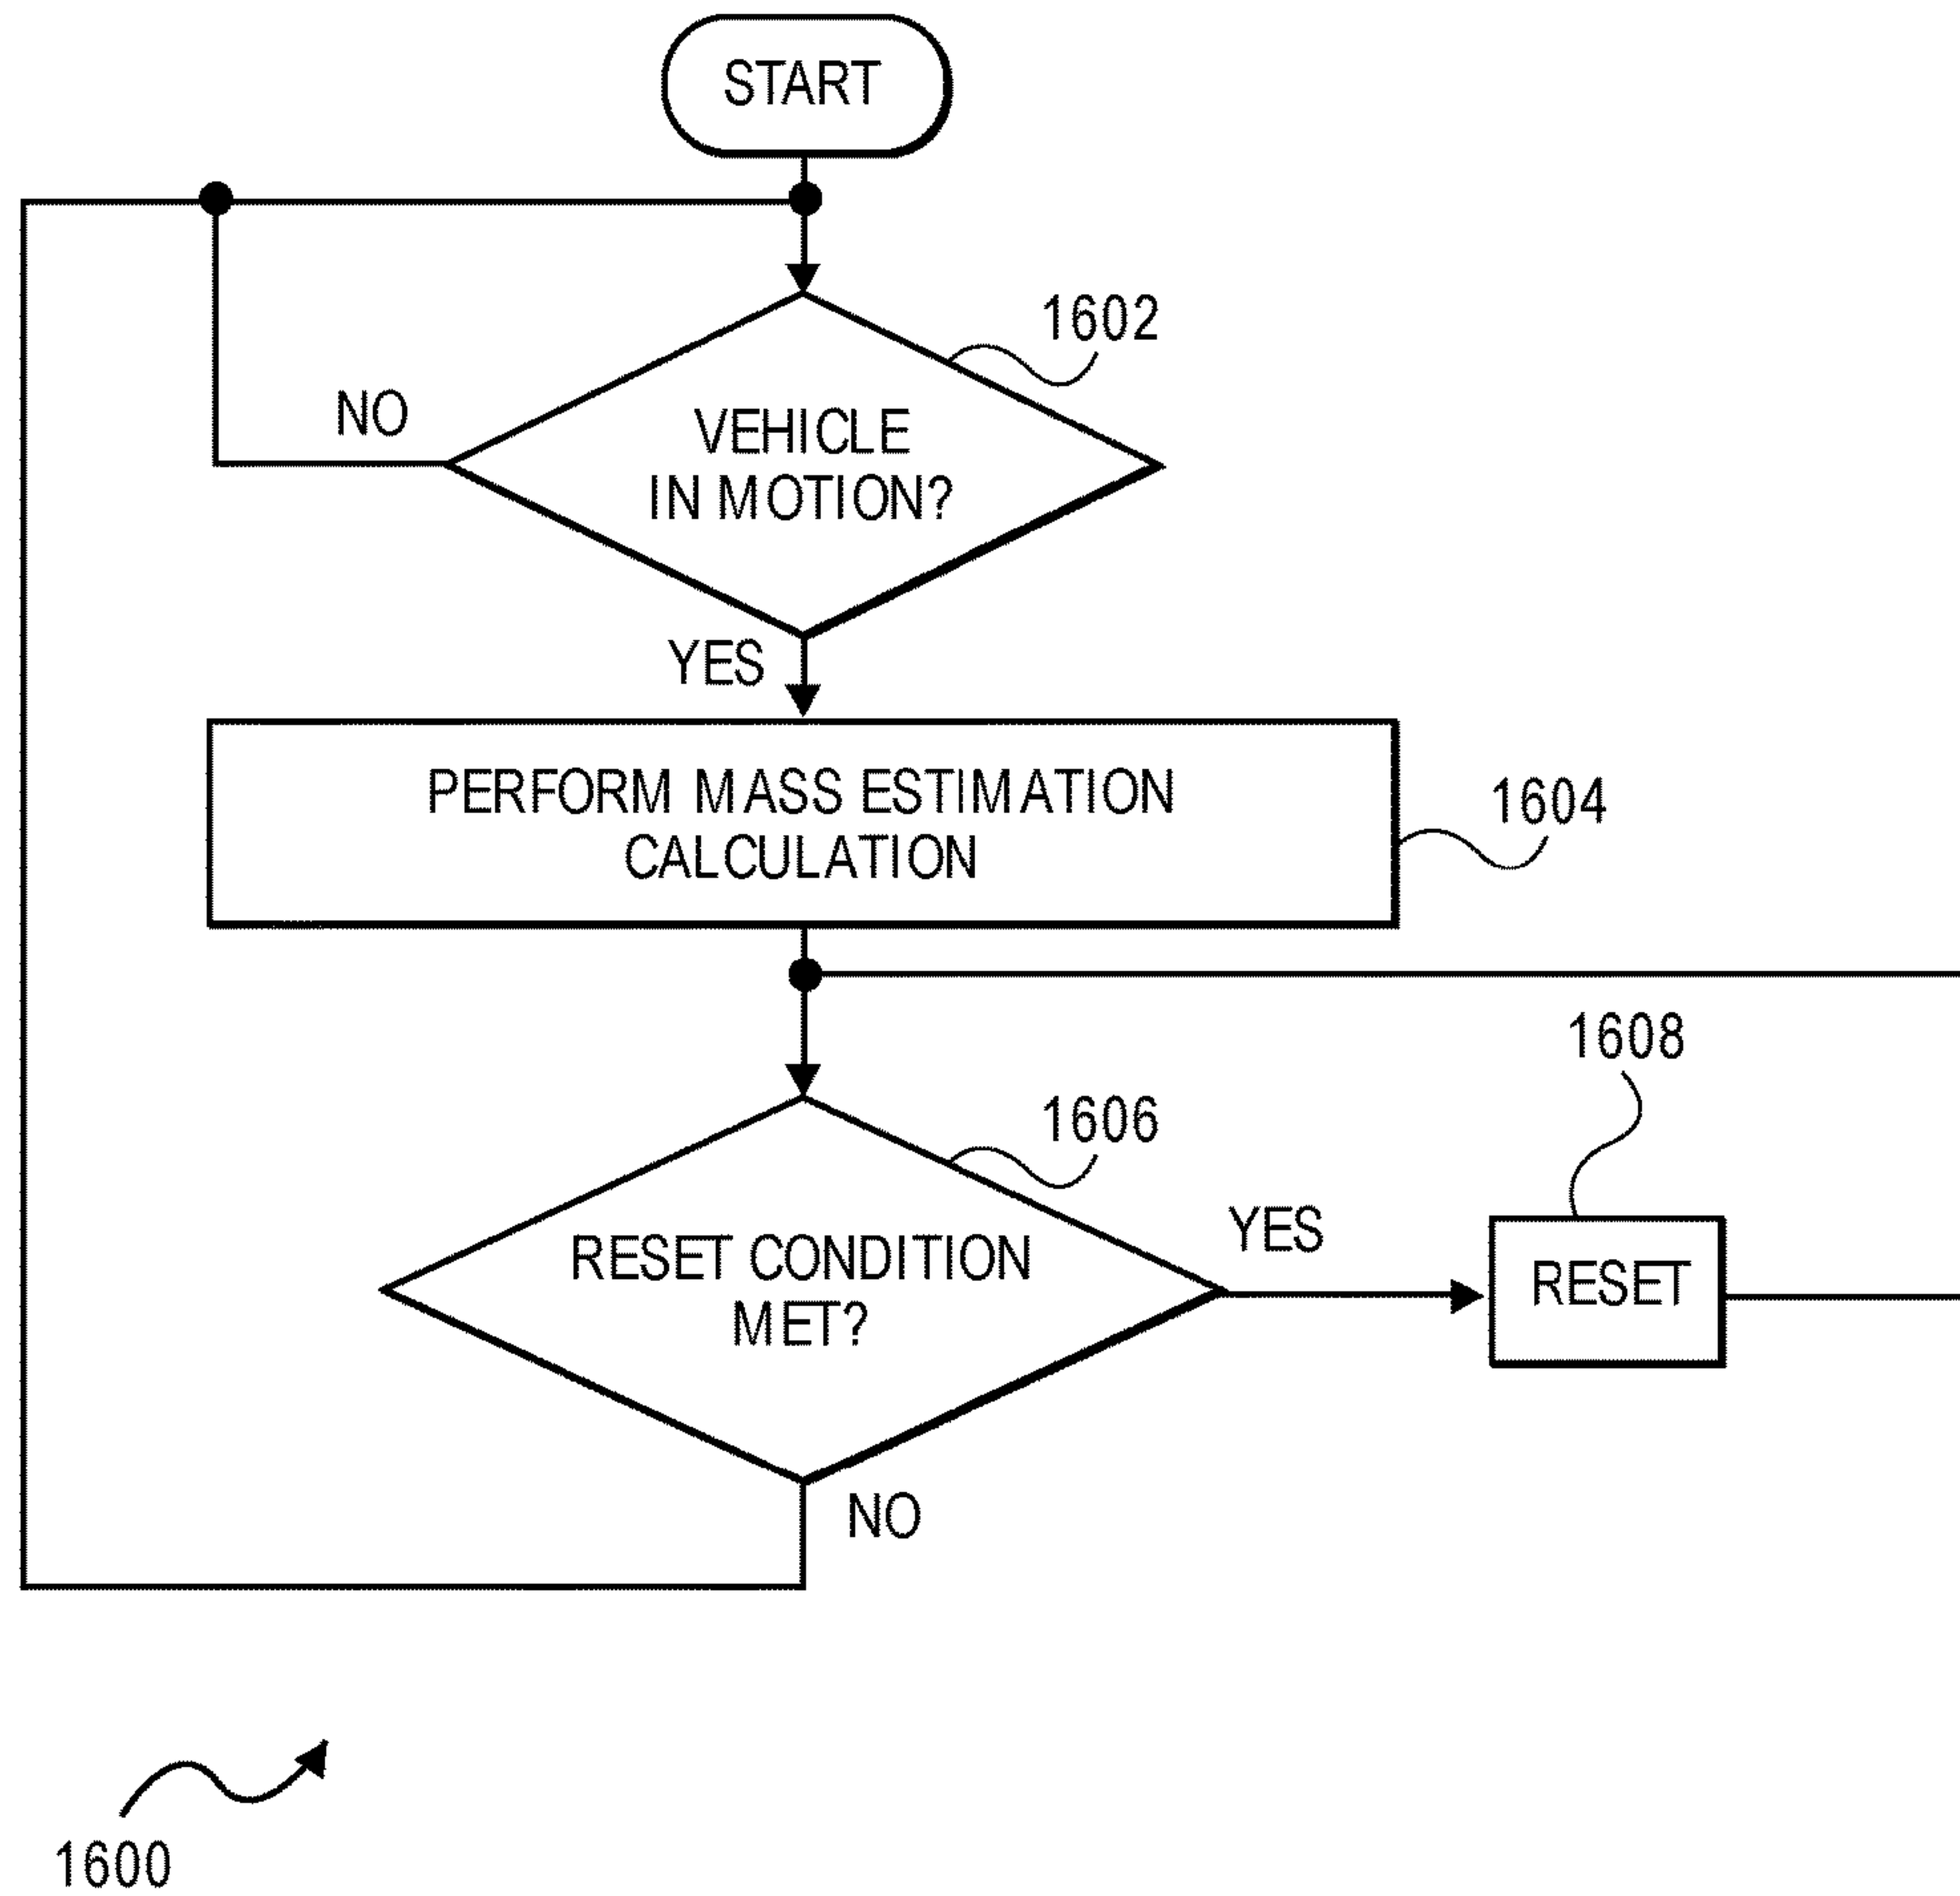 START
1602
NO
VEHICLE
IN MOTION?
YES
PERFORM MASS ESTIMATION
CALCULATION
1604
1608
1606
YES
RESET CONDITION
MET?
RESET
NO
1600